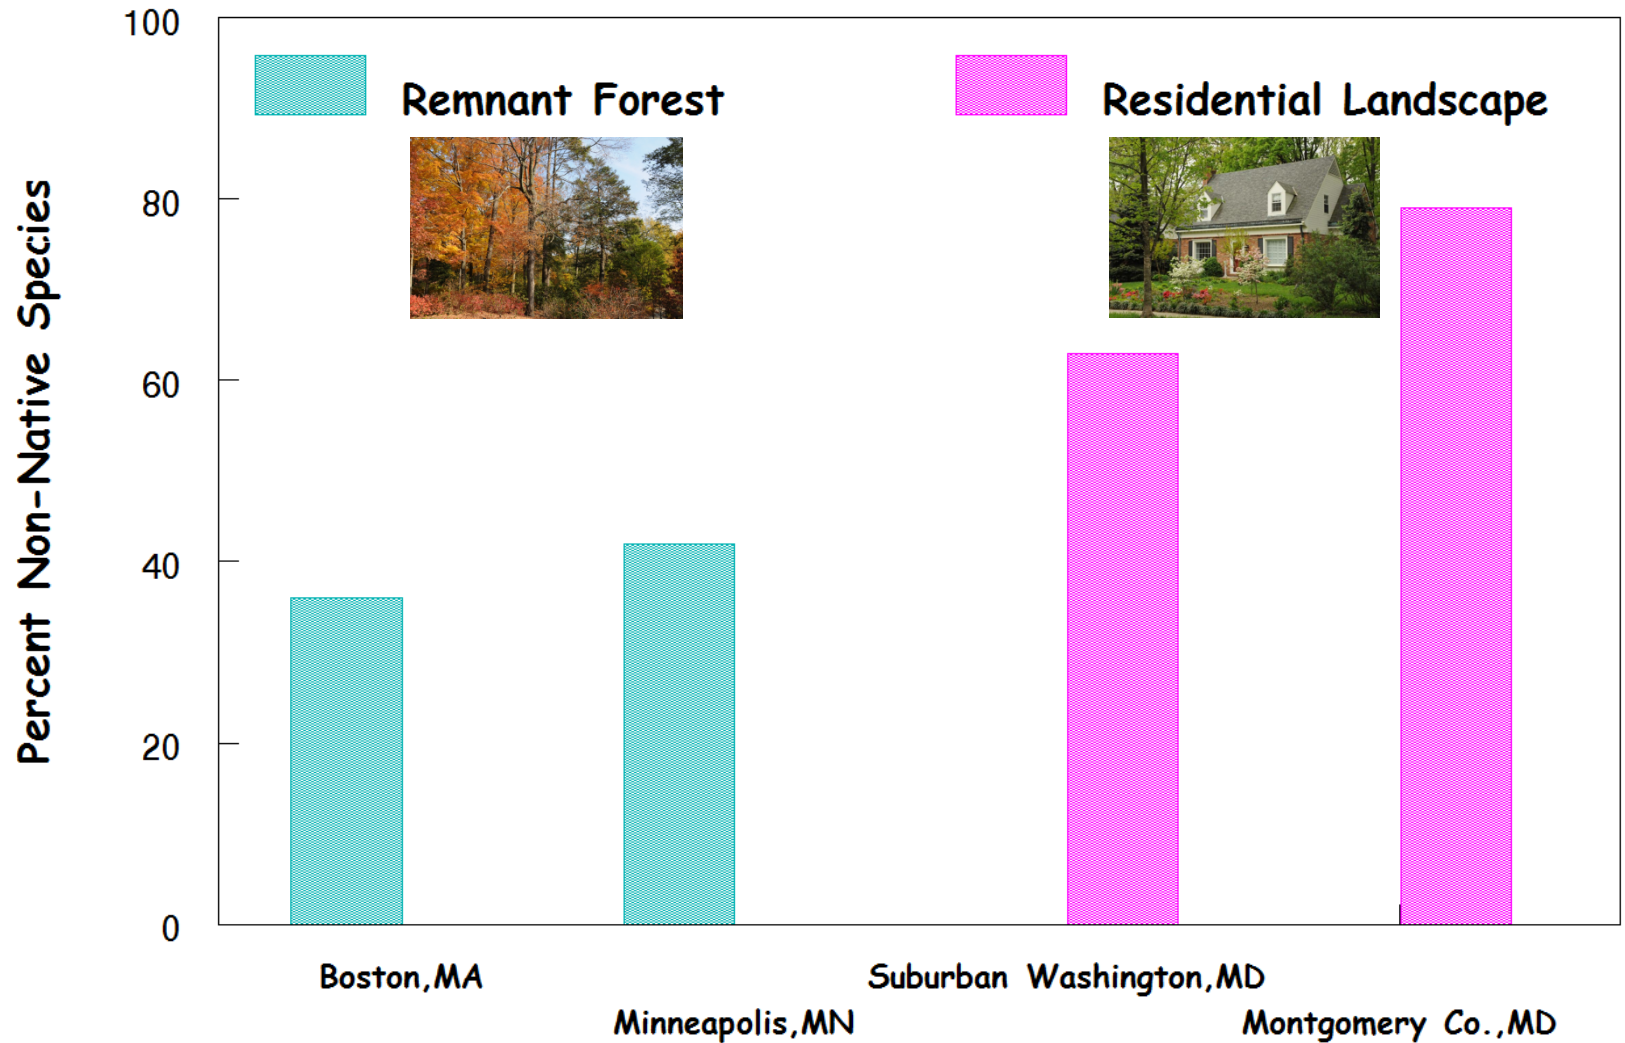 100
Remnant Forest
Residential Landscape
80
60
40
20
0
Percent Non-Native Species
Boston,MA
Suburban Washington,MD
Minneapolis,MN
Montgomery Co.,MD